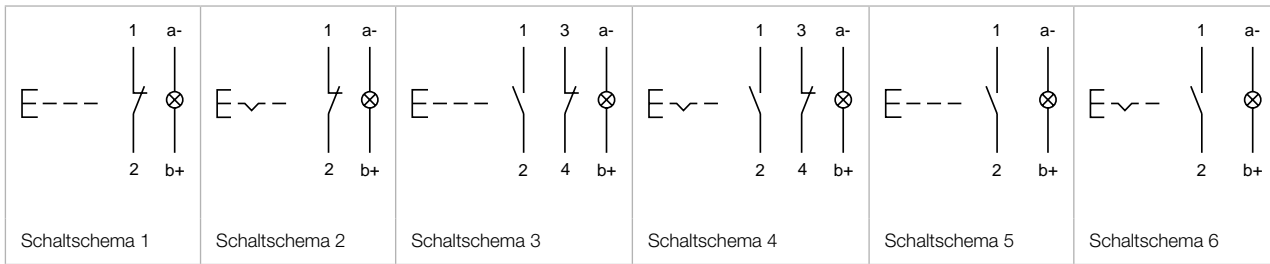 1 a- 1 a- 1 3 a- 1 3 a- 1 a- 1 a-
2 b+ 2 b+ 2 4 b+ 2 4 b+ 2 b+ 2 b+
Schaltschema 1 Schaltschema 2 Schaltschema 3 Schaltschema 4 Schaltschema 5 Schaltschema 6